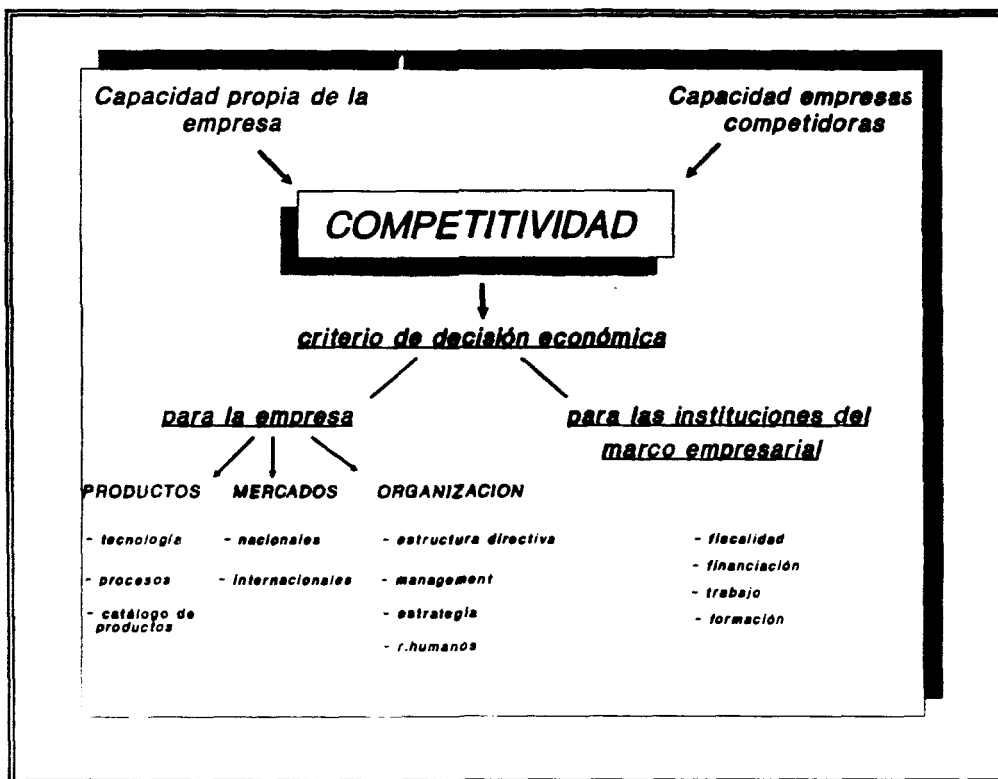 Capacidad propia de la
empresa
Capacidad empresas
competidoras
COMPETITIVIDAD
criterio de decisión económica
para la empresa
para las instituciones del
marco empresarial
PRODUCTOS
- tecnología
- procesos
- catálogo de
productos
MERCADOS
- nacionales
- internacionales
ORGANIZACION
- estructura directiva
- management
- estrategia
- r.humanos
- fiscalidad
- financiación
- trabajo
- formación